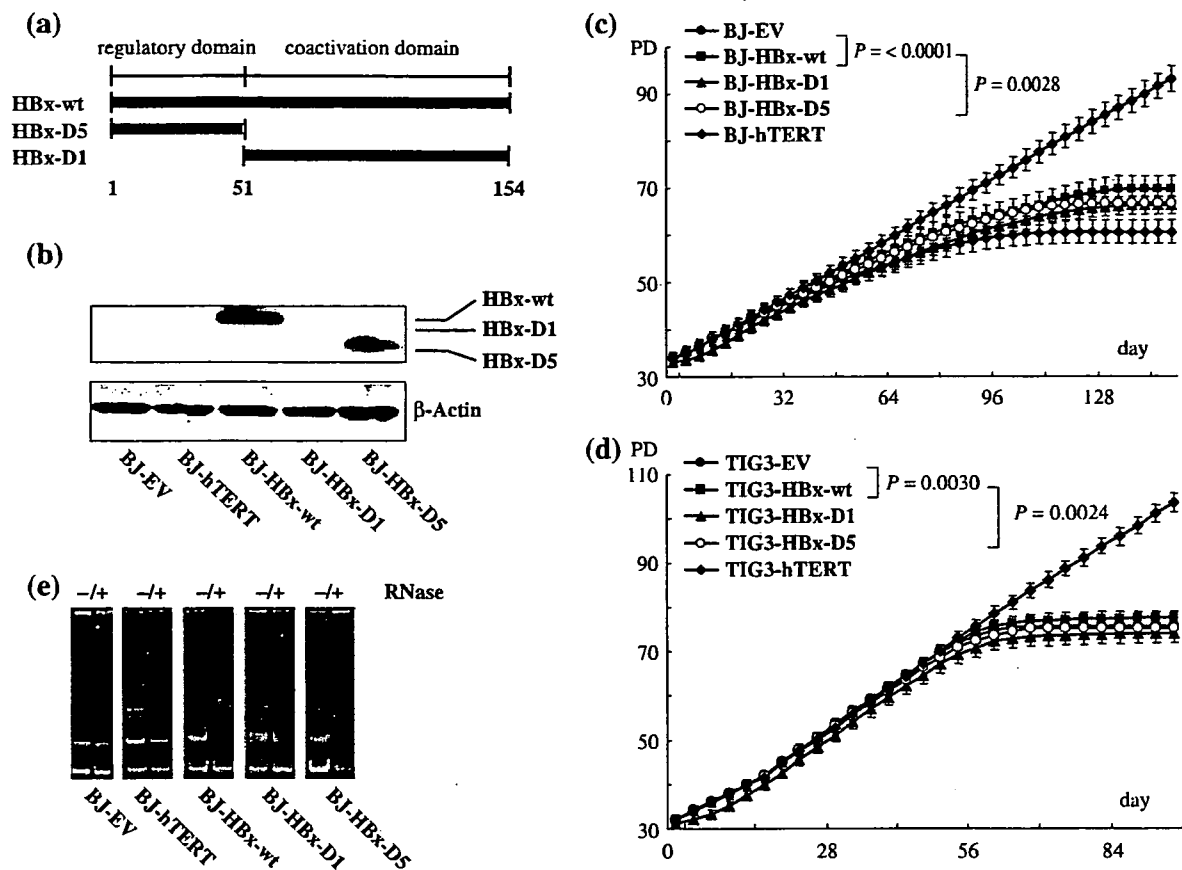 (a)
regulatory domain coactivation domain
HBx-wt
HBx-D5
HBx-D1
1 51 154
(b)
HBx-wt
HBx-D1
HBx-D5
β-Actin
BJ-EV
BJ-hTERT
BJ-HBx-wt
BJ-HBx-D1
BJ-HBx-D5
(e)
–/+ –/+ –/+ –/+ –/+ RNase
BJ-EV
BJ-hTERT
BJ-HBx-wt
BJ-HBx-D1
BJ-HBx-D5
(c)
PD
BJ-EV
BJ-HBx-wt
BJ-HBx-D1
BJ-HBx-D5
BJ-hTERT
P = < 0.0001
P = 0.0028
90
70
50
30
day
0 32 64 96 128
(d)
PD
TIG3-EV
TIG3-HBx-wt
TIG3-HBx-D1
TIG3-HBx-D5
TIG3-hTERT
P = 0.0030
P = 0.0024
110
90
70
50
30
day
0 28 56 84